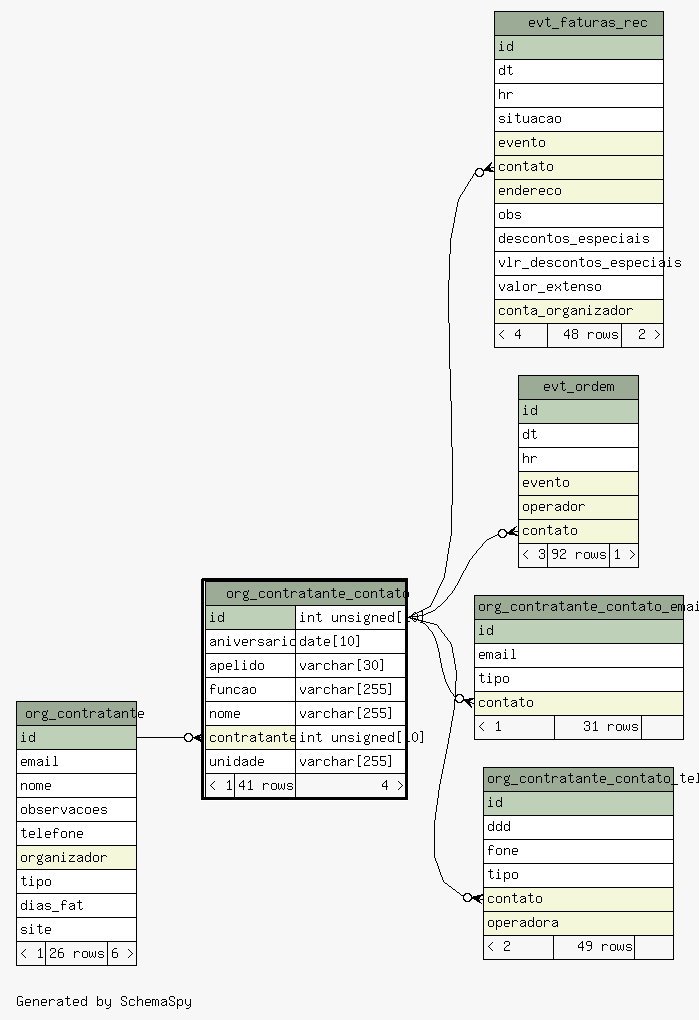 evt_faturas_rec
id
dt
hr
situacao
evento
contato
endereco
obs
descontos_especiais
vlr_descontos_especiais
valor_extenso
conta_organizador
< 4 48 rows 2 >
evt_ordem
id
dt
hr
evento
operador
contato
< 3 92 rows 1 >
org_contratante_contato
id int unsigned[10]
aniversario date[10]
apelido varchar[30]
funcao varchar[255]
nome varchar[255]
contratante int unsigned[10]
unidade varchar[255]
< 1 41 rows 4 >
org_contratante_contato_emai
id
email
tipo
contato
< 1 31 rows
org_contratante
id
email
nome
observacoes
telefone
organizador
tipo
dias_fat
site
< 1 26 rows 6 >
org_contratante_contato_tel
id
ddd
fone
tipo
contato
operadora
< 2 49 rows
Generated by SchemaSpy